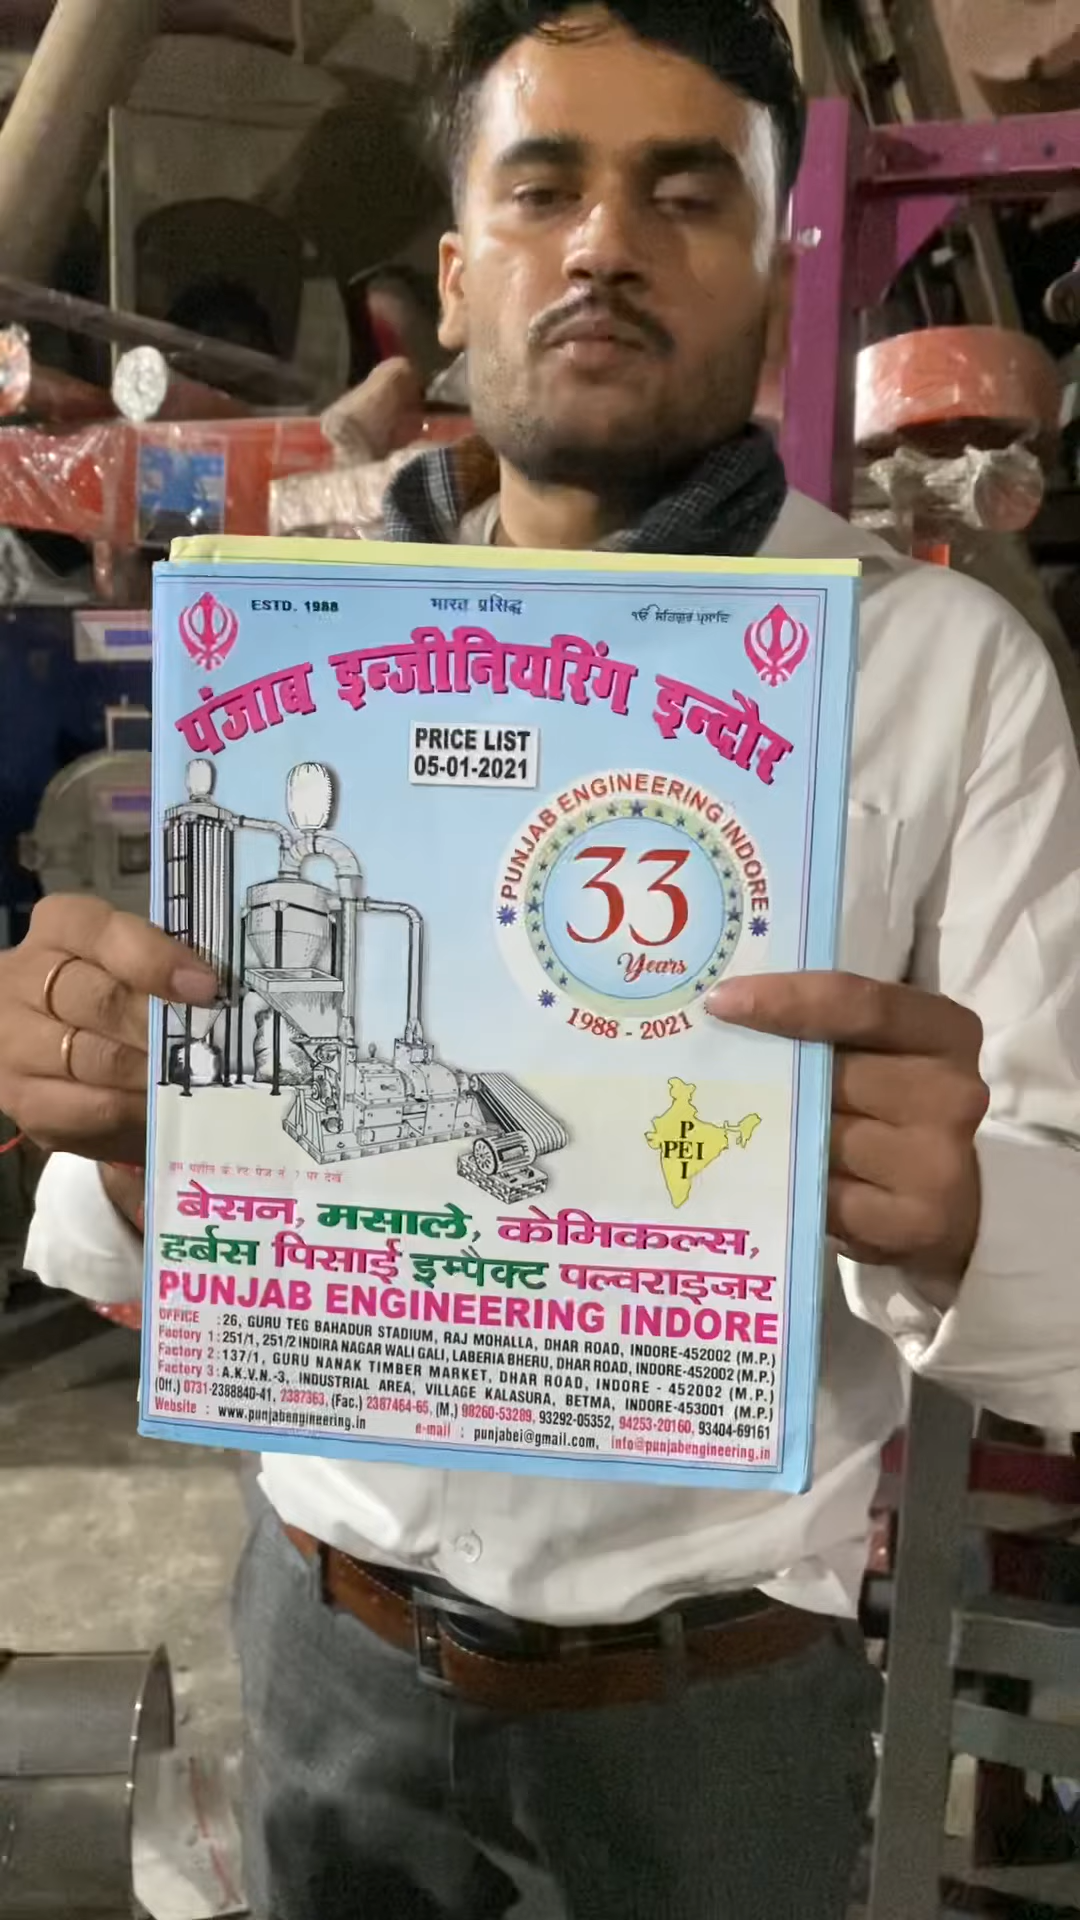 ESTD. 1988
भारत प्रसिद्ध
ੴ ਸਤਿਗੁਰ ਪ੍ਰਸਾਦਿ
पंजाब इन्जीनियरिंग इन्दौर
PRICE LIST
05-01-2021
PUNJAB ENGINEERING INDORE
33
Years
1988 - 2021
P
PEI
I
पेज नं. 7 पर देखें
बेसन, मसाले, केमिकल्स,
हर्बस पिसाई इम्पैक्ट पल्वराइज़र
PUNJAB ENGINEERING INDORE
OFFICE : 26, GURU TEG BAHADUR STADIUM, RAJ MOHALLA, DHAR ROAD, INDORE-452002 (M.P.)
Factory 1 : 251/1, 251/2 INDIRA NAGAR WALI GALI, LABERIA BHERU, DHAR ROAD, INDORE-452002 (M.P.)
Factory 2 : 137/1, GURU NANAK TIMBER MARKET, DHAR ROAD, INDORE - 452002 (M.P.)
Factory 3 : A.K.V.N.-3, INDUSTRIAL AREA, VILLAGE KALASURA, BETMA, INDORE-453001 (M.P.)
(Off.) 0731-2388840-41, 2387363, (Fac.) 2387464-65, (M.) 98260-53289, 93292-05352, 94253-20160, 93404-69161
Website : www.punjabengineering.in e-mail : punjabei@gmail.com, info@punjabengineering.in